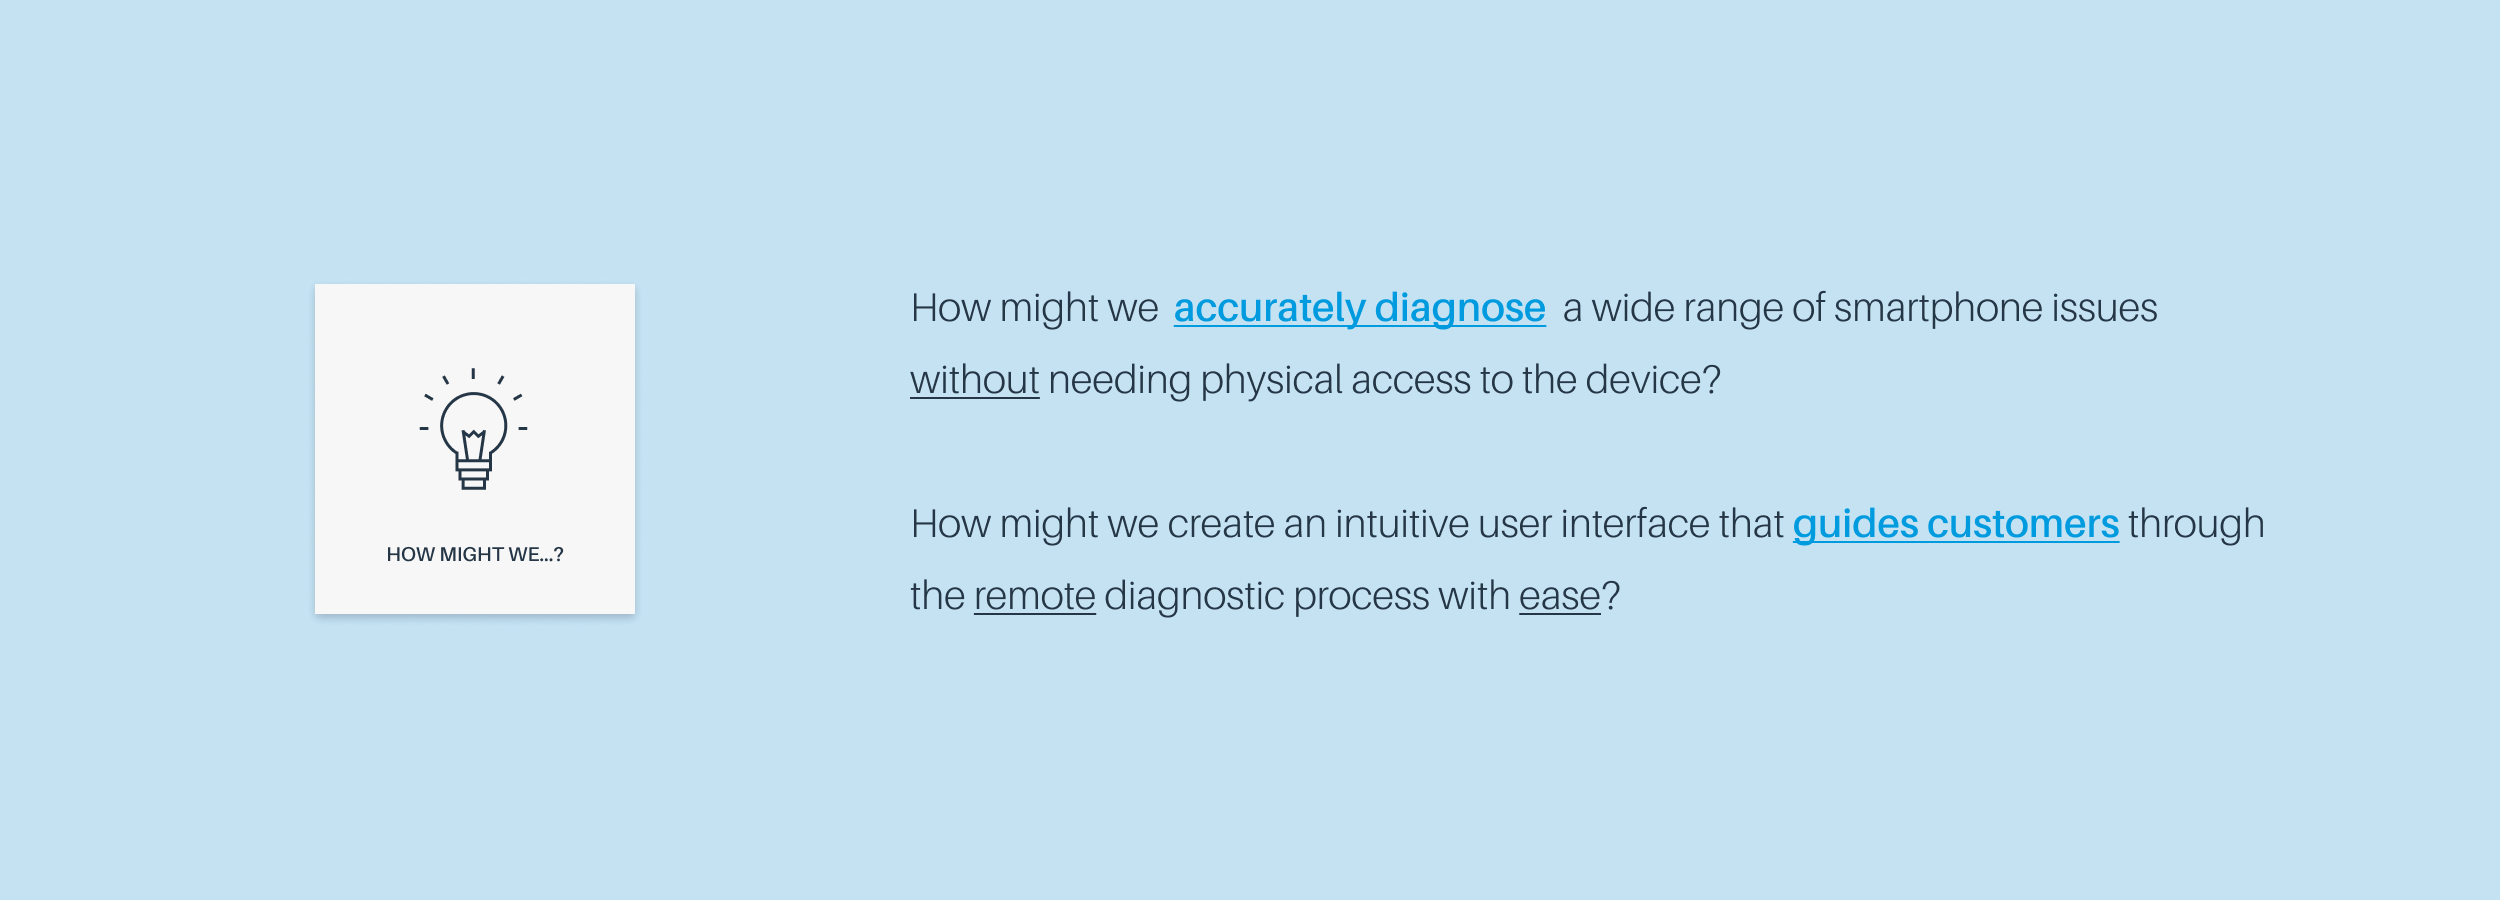 HOW MIGHT WE...?
How might we accurately diagnose a wide range of smartphone issues
without needing physical access to the device?
How might we create an intuitive user interface that guides customers through
the remote diagnostic process with ease?